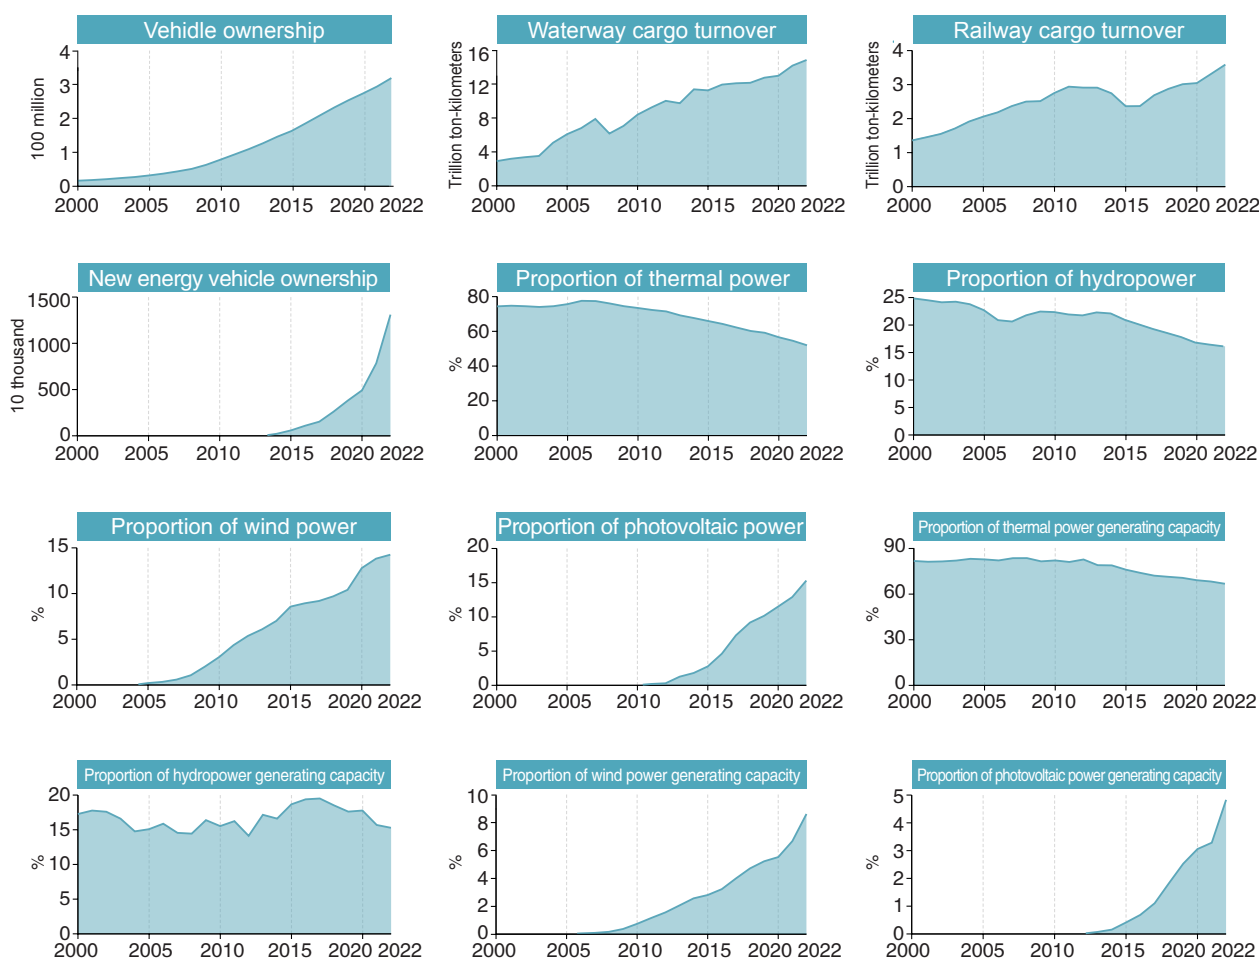 Vehidle ownership
100 million
4
3
2
1
0
2000 2005 2010 2015 2020 2022
Waterway cargo turnover
Trillion ton-kilometers
16
12
8
4
0
2000 2005 2010 2015 2020 2022
Railway cargo turnover
Trillion ton-kilometers
4
3
2
1
0
2000 2005 2010 2015 2020 2022
New energy vehicle ownership
10 thousand
1500
1000
500
0
2000 2005 2010 2015 2020 2022
Proportion of thermal power
%
80
60
40
20
0
2000 2005 2010 2015 2020 2022
Proportion of hydropower
%
25
20
15
10
5
0
2000 2005 2010 2015 2020 2022
Proportion of wind power
%
15
10
5
0
2000 2005 2010 2015 2020 2022
Proportion of photovoltaic power
%
20
15
10
5
0
2000 2005 2010 2015 2020 2022
Proportion of thermal power generating capacity
%
90
60
30
0
2000 2005 2010 2015 2020 2022
Proportion of hydropower generating capacity
%
20
15
10
5
0
2000 2005 2010 2015 2020 2022
Proportion of wind power generating capacity
%
10
8
6
4
2
0
2000 2005 2010 2015 2020 2022
Proportion of photovoltaic power generating capacity
%
5
4
3
2
1
0
2000 2005 2010 2015 2020 2022